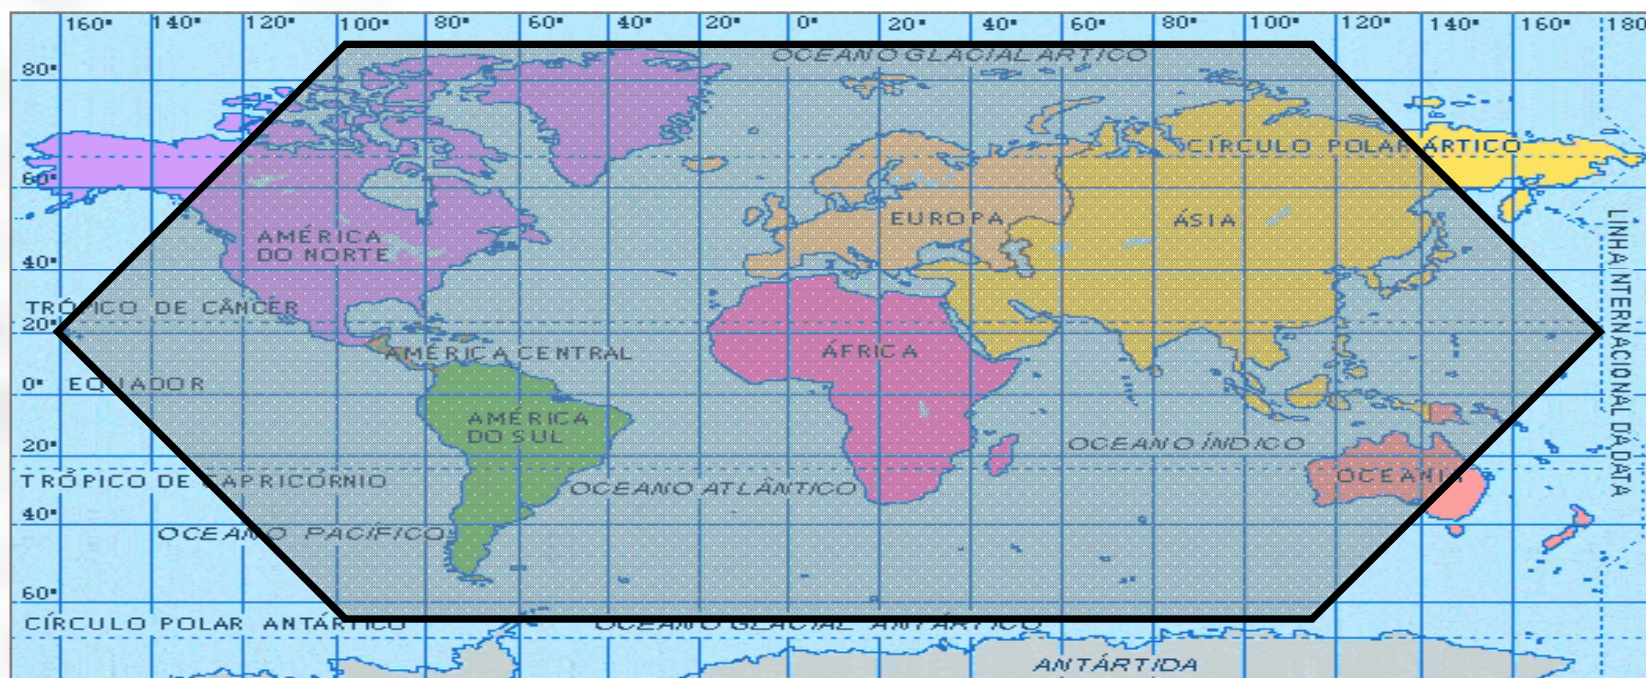 160° 140° 120° 100° 80° 60° 40° 20° 0° 20° 40° 60° 80° 100° 120° 140° 160° 180°
OCEANO GLACIAL ÁRTICO
80°
CÍRCULO POLAR ÁRTICO
60°
EUROPA
ÁSIA
AMÉRICA
DO NORTE
40°
TRÓPICO DE CÂNCER
20°
AMÉRICA CENTRAL
ÁFRICA
0° EQUADOR
AMÉRICA
DO SUL
OCEANO ÍNDICO
20°
TRÓPICO DE CAPRICÓRNIO
OCEANIA
OCEANO ATLÂNTICO
40°
OCEANO PACÍFICO
LINHA INTERNACIONAL DA DATA
60°
CÍRCULO POLAR ANTÁRTICO
OCEANO GLACIAL ANTÁRTICO
ANTÁRTIDA